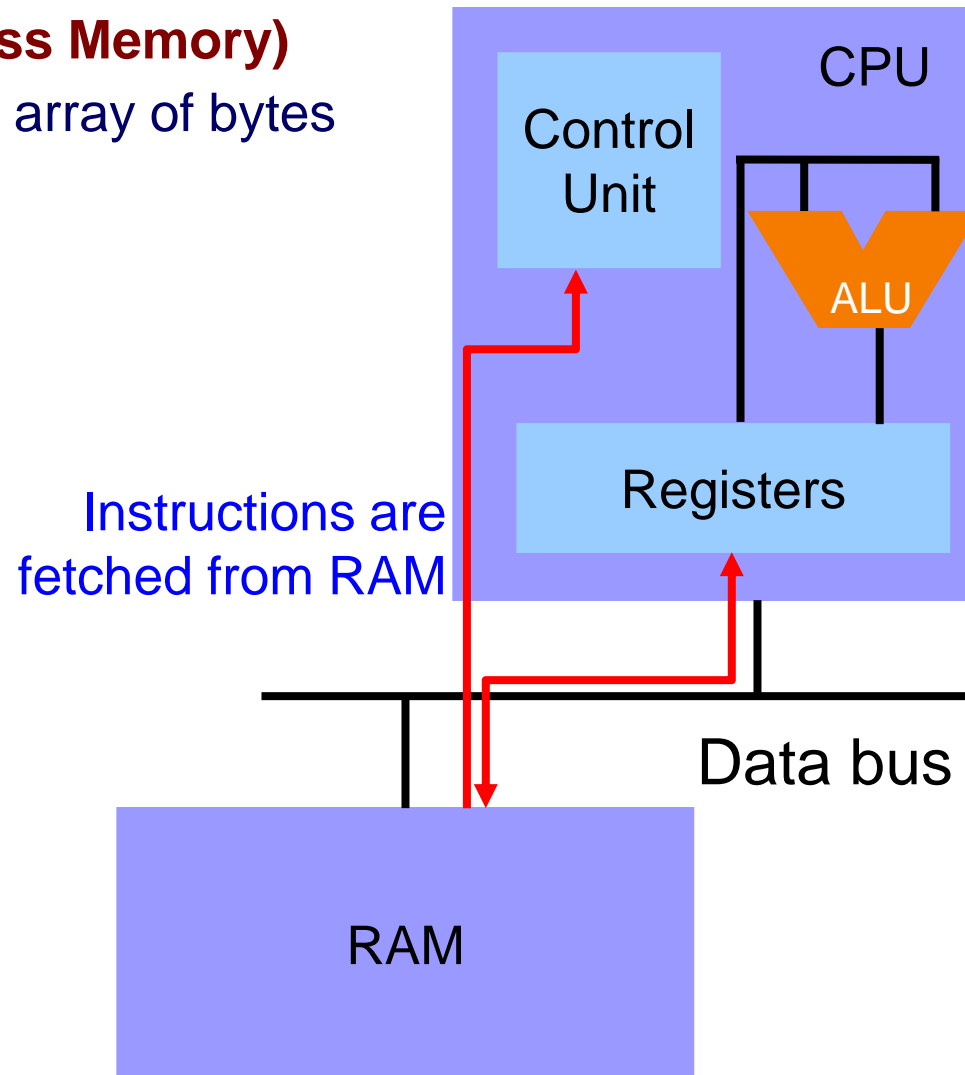 ss Memory)
array of bytes
CPU
Control
Unit
ALU
Registers
Instructions are
fetched from RAM
Data bus
RAM